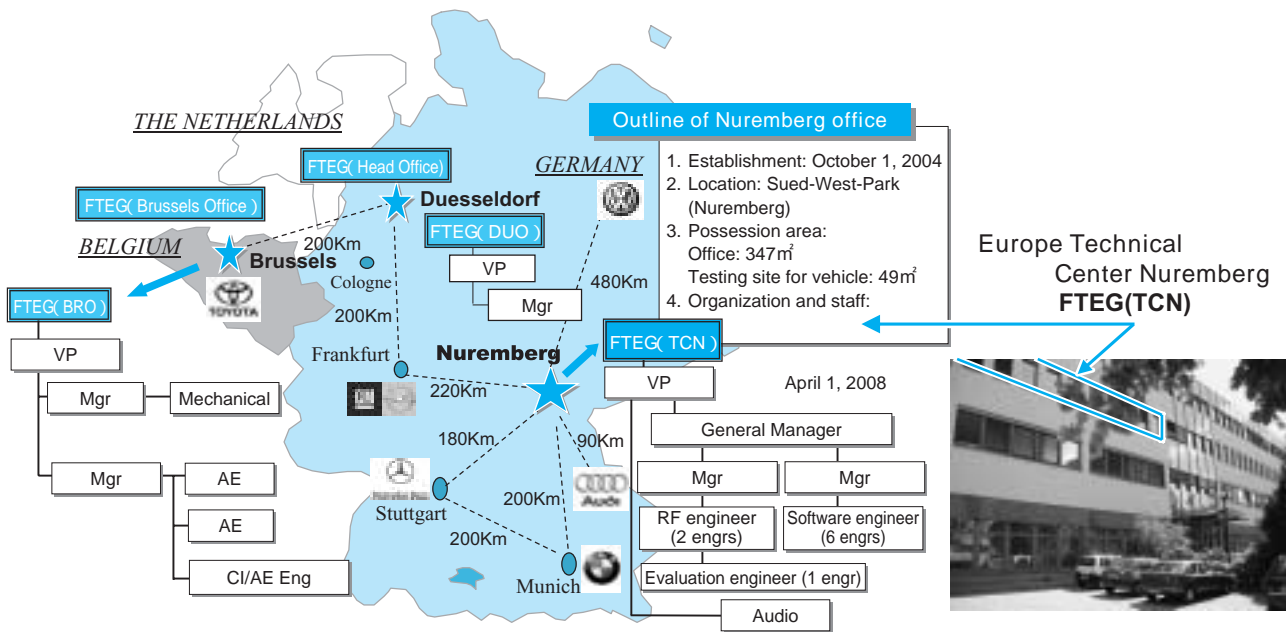 THE NETHERLANDS
FTEG( Head Office)
GERMANY
Duesseldorf
FTEG( Brussels Office )
BELGIUM
Brussels
TOYOTA
200Km
Cologne
200Km
FTEG( DUO )
VP
Mgr
480Km
Outline of Nuremberg office
1. Establishment: October 1, 2004
2. Location: Sued-West-Park
(Nuremberg)
3. Possession area:
Office: 347㎡
Testing site for vehicle: 49㎡
4. Organization and staff:
Europe Technical
Center Nuremberg
FTEG(TCN)
FTEG( BRO )
VP
Mgr
Mechanical
Mgr
AE
AE
CI/AE Eng
Frankfurt
GM
220Km
Nuremberg
180Km
90Km
Audi
Stuttgart
200Km
200Km
Munich
FTEG( TCN )
VP
April 1, 2008
General Manager
Mgr
Mgr
RF engineer
(2 engrs)
Software engineer
(6 engrs)
Evaluation engineer (1 engr)
Audio